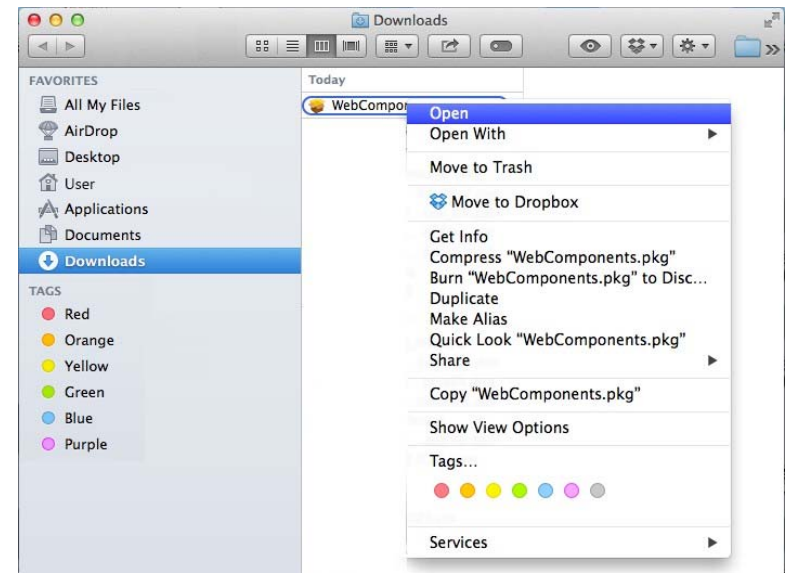 Downloads
FAVORITES
All My Files
AirDrop
Desktop
User
Applications
Documents
Downloads
TAGS
Red
Orange
Yellow
Green
Blue
Purple
Today
WebCompon
Open
Open With
Move to Trash
Move to Dropbox
Get Info
Compress "WebComponents.pkg"
Burn "WebComponents.pkg" to Disc...
Duplicate
Make Alias
Quick Look "WebComponents.pkg"
Share
Copy "WebComponents.pkg"
Show View Options
Tags...
Services